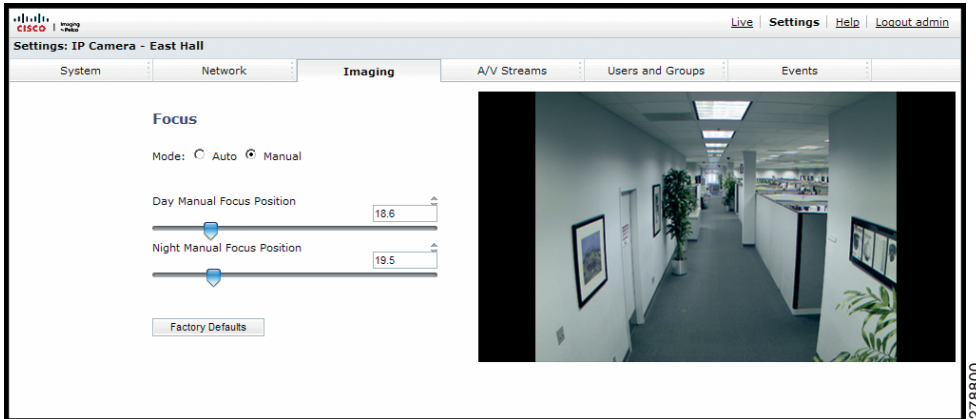 CISCO Imaging by Pelco
Live Settings Help Logout admin
Settings: IP Camera - East Hall
System Network Imaging A/V Streams Users and Groups Events
Focus
Mode: Auto Manual
Day Manual Focus Position
18.6
Night Manual Focus Position
19.5
Factory Defaults
278800